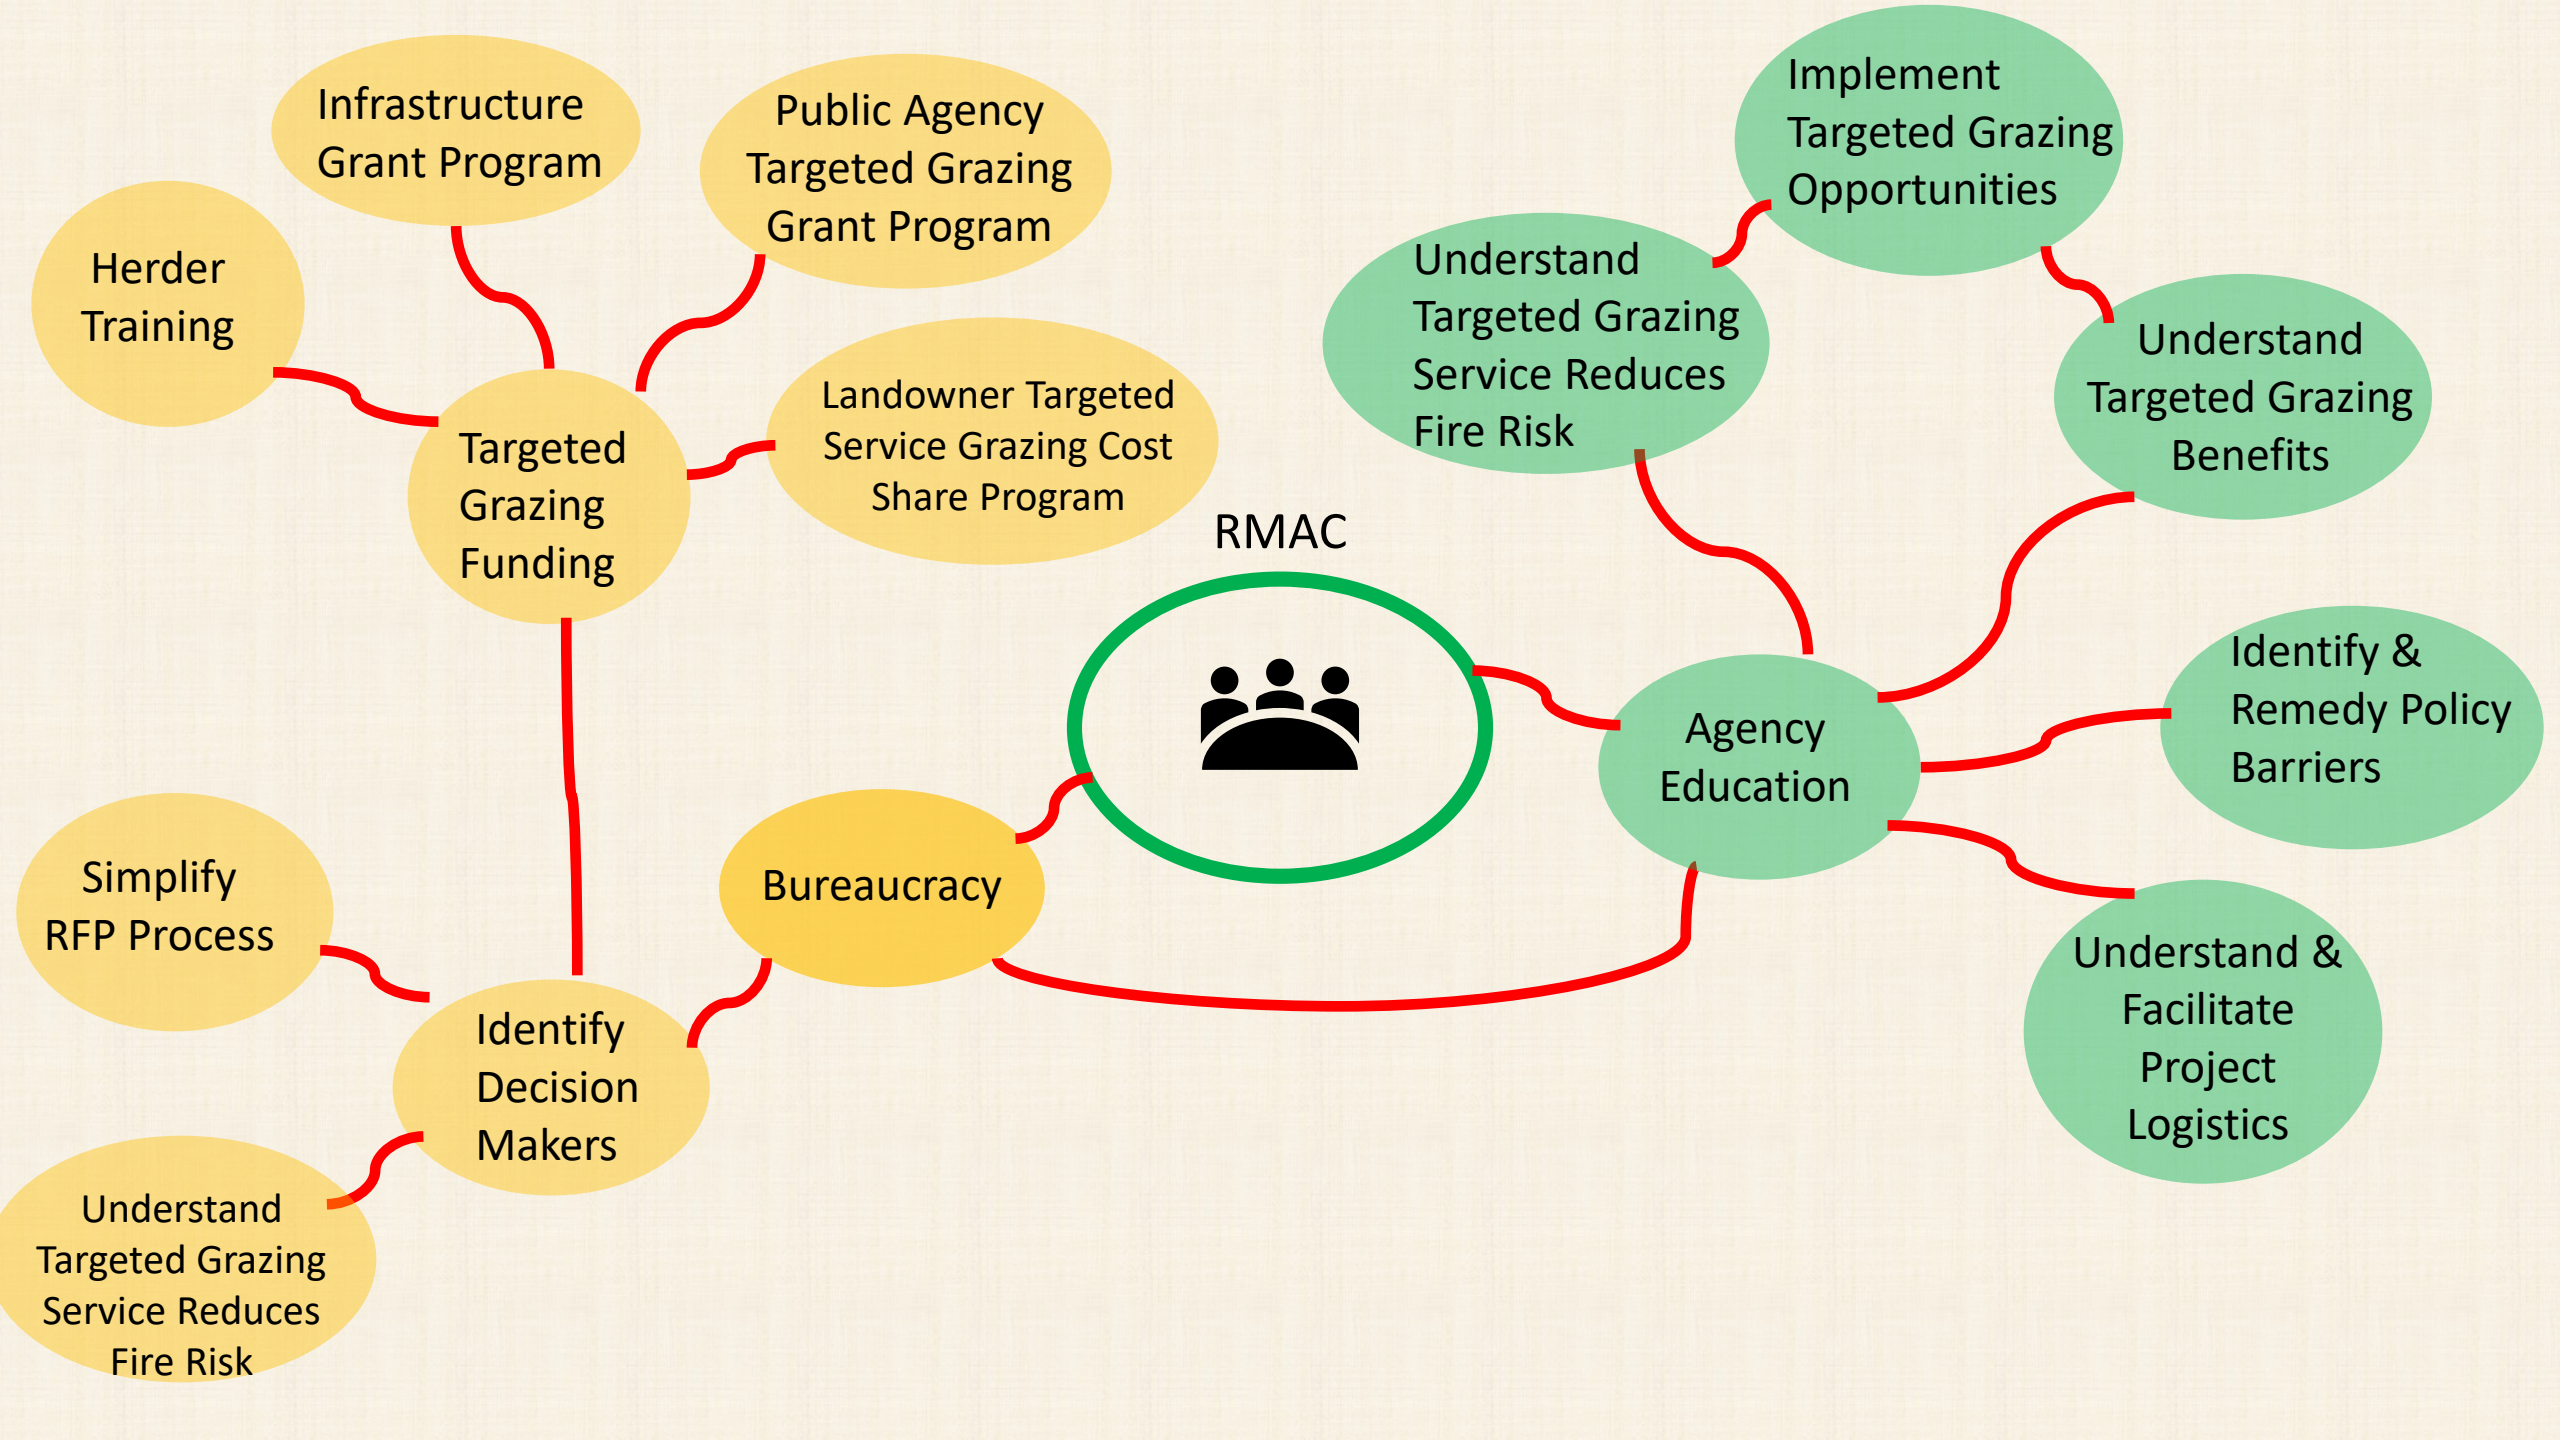 Infrastructure
Grant Program
Public Agency
Targeted Grazing
Grant Program
Herder
Training
Targeted
Grazing
Funding
Landowner Targeted
Service Grazing Cost
Share Program
Implement
Targeted Grazing
Opportunities
Understand
Targeted Grazing
Service Reduces
Fire Risk
Understand
Targeted Grazing
Benefits
RMAC
Identify &
Remedy Policy
Barriers
Agency
Education
Bureaucracy
Simplify
RFP Process
Identify
Decision
Makers
Understand &
Facilitate
Project
Logistics
Understand
Targeted Grazing
Service Reduces
Fire Risk